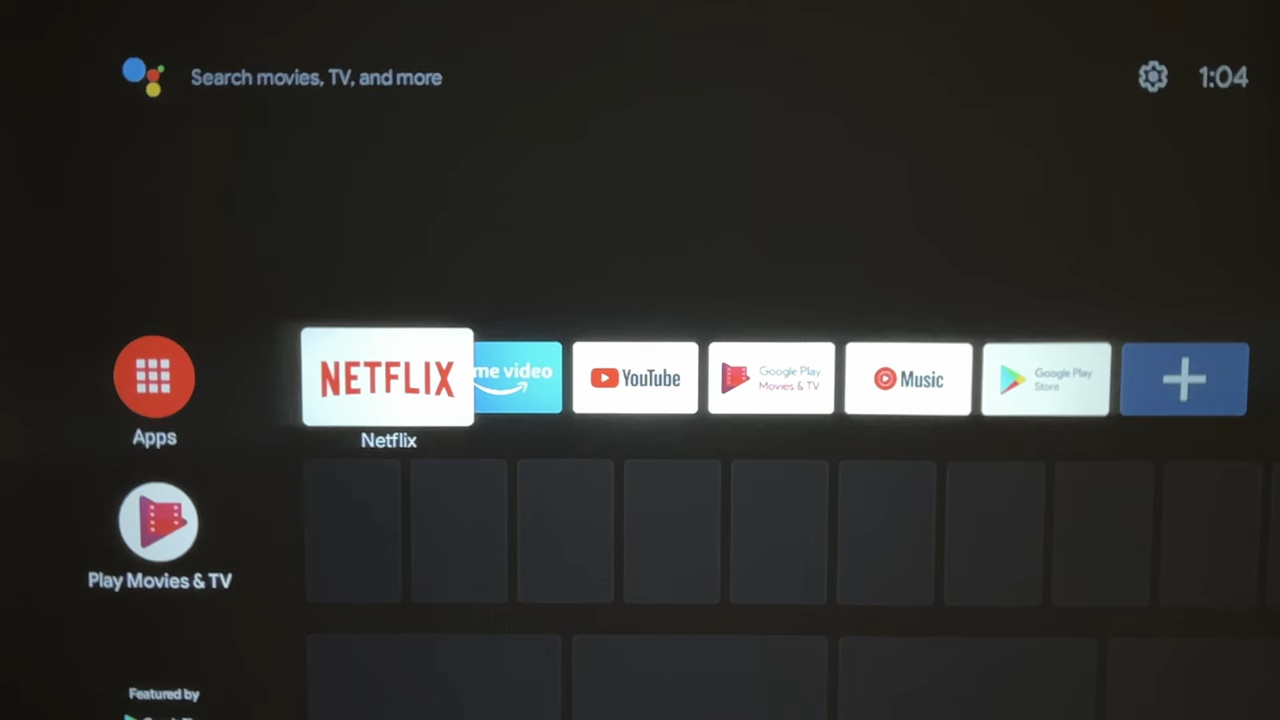 Search movies, TV, and more
1:04
NETFLIX
me video
YouTube
Google Play
Movies & TV
Music
Google Play
Store
Apps
Netflix
Play Movies & TV
Featured by